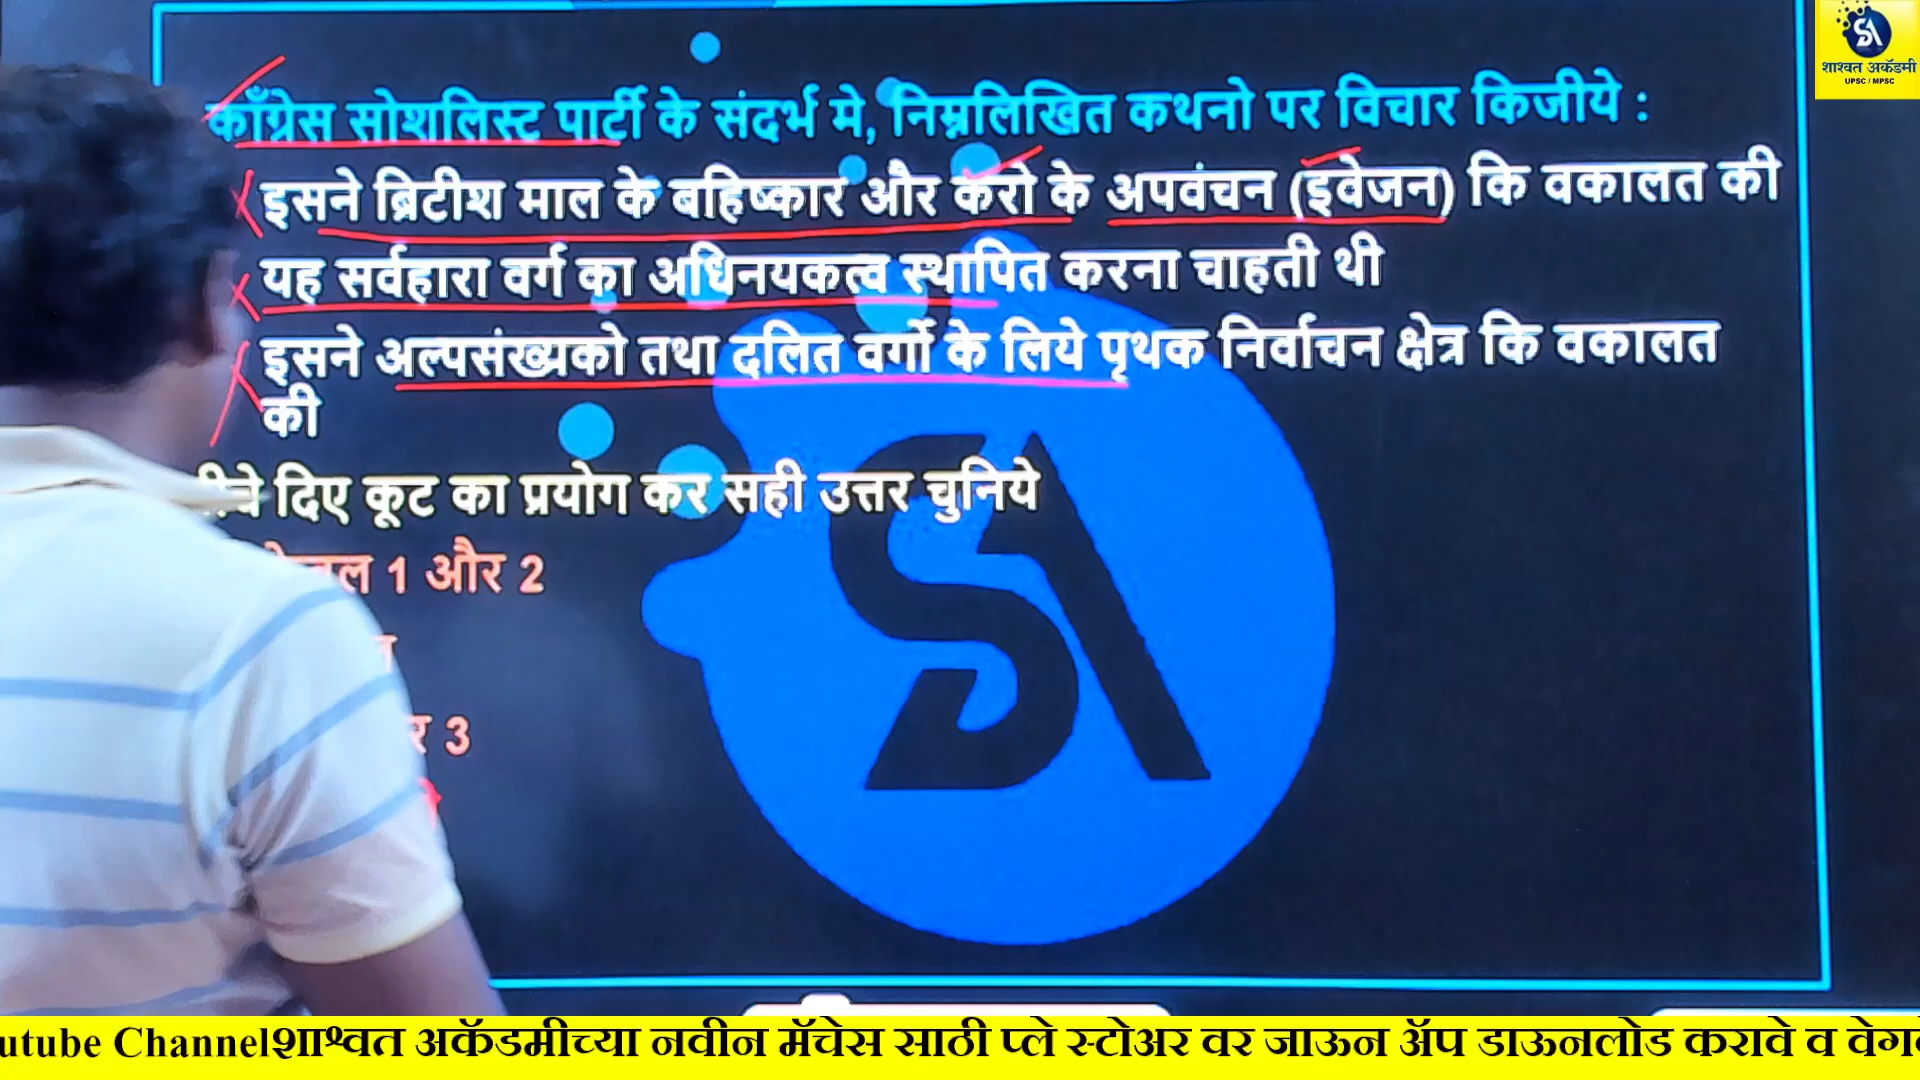 शाश्वत अकॅडमी
UPSC / MPSC
काँग्रेस सोशलिस्ट पार्टी के संदर्भ मे, निम्नलिखित कथनो पर विचार किजीये :
इसने ब्रिटीश माल के बहिष्कार और करो के अपवंचन (इवेजन) कि वकालत की
यह सर्वहारा वर्ग का अधिनयकत्व स्थापित करना चाहती थी
इसने अल्पसंख्यको तथा दलित वर्गो के लिये पृथक निर्वाचन क्षेत्र कि वकालत
की
दिए कूट का प्रयोग कर सही उत्तर चुनिये
1 और 2
3
utube Channelशाश्वत अकॅडमीच्या नवीन मॅचेस साठी प्ले स्टोअर वर जाऊन ॲप डाऊनलोड करावे व